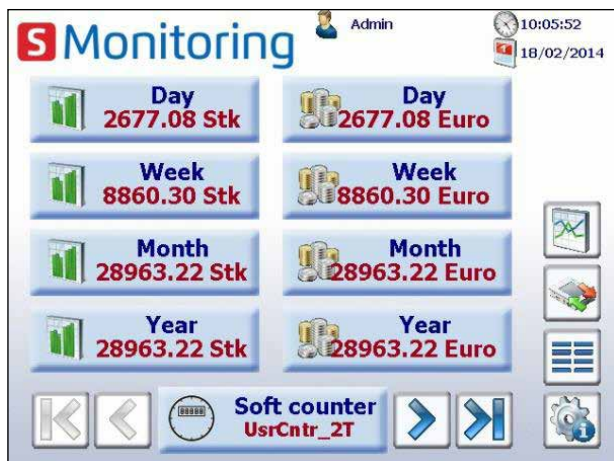 S Monitoring
Admin
10:05:52
18/02/2014
Day
2677.08 Stk
Day
2677.08 Euro
Week
8860.30 Stk
Week
8860.30 Euro
Month
28963.22 Stk
Month
28963.22 Euro
Year
28963.22 Stk
Year
28963.22 Euro
Soft counter
UsrCntr_2T